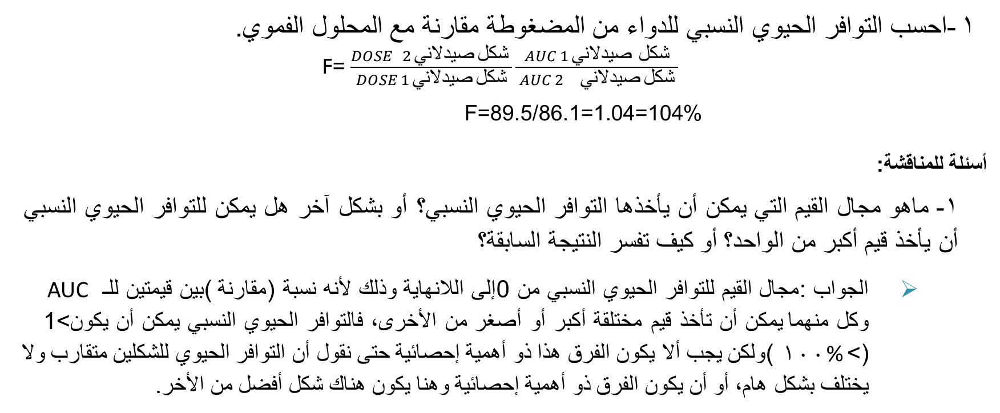 ١ -احسب التوافر الحيوي النسبي للدواء من المضغوطة مقارنة مع المحلول الفموي.
F= \frac{DOSE 2 شكل صيدلاني}{DOSE 1 شكل صيدلاني} \frac{AUC 1 شكل صيدلاني}{AUC 2 شكل صيدلاني}
F=89.5/86.1=1.04=104%
أسئلة للمناقشة:
١- ماهو مجال القيم التي يمكن أن يأخذها التوافر الحيوي النسبي؟ أو بشكل آخر هل يمكن للتوافر الحيوي النسبي
أن يأخذ قيم أكبر من الواحد؟ أو كيف تفسر النتيجة السابقة؟
⮚ الجواب :مجال القيم للتوافر الحيوي النسبي من 0إلى اللانهاية وذلك لأنه نسبة (مقارنة )بين قيمتين للـ AUC
وكل منهما يمكن أن تأخذ قيم مختلقة أكبر أو أصغر من الأخرى، فالتوافر الحيوي النسبي يمكن أن يكون>1
(>%١٠٠ <)ولكن يجب ألا يكون الفرق هذا ذو أهمية إحصائية حتى نقول أن التوافر الحيوي للشكلين متقارب ولا
يختلف بشكل هام، أو أن يكون الفرق ذو أهمية إحصائية وهنا يكون هناك شكل أفضل من الأخر.